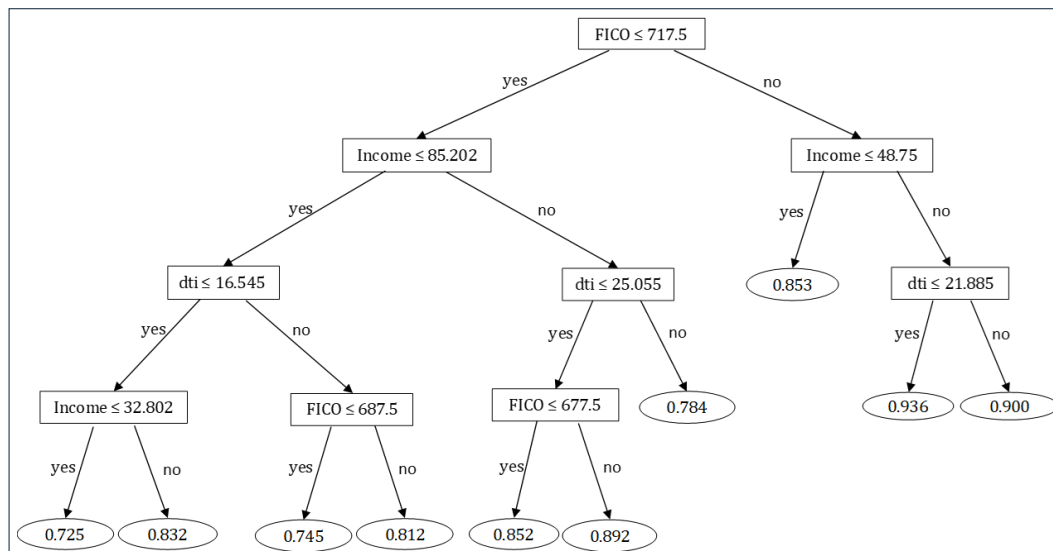 FICO ≤ 717.5
yes
no
Income ≤ 85.202
Income ≤ 48.75
yes
no
yes
no
dti ≤ 16.545
dti ≤ 25.055
0.853
dti ≤ 21.885
yes
no
yes
no
yes
no
Income ≤ 32.802
FICO ≤ 687.5
FICO ≤ 677.5
0.784
0.936
0.900
yes
no
yes
no
yes
no
0.725
0.832
0.745
0.812
0.852
0.892